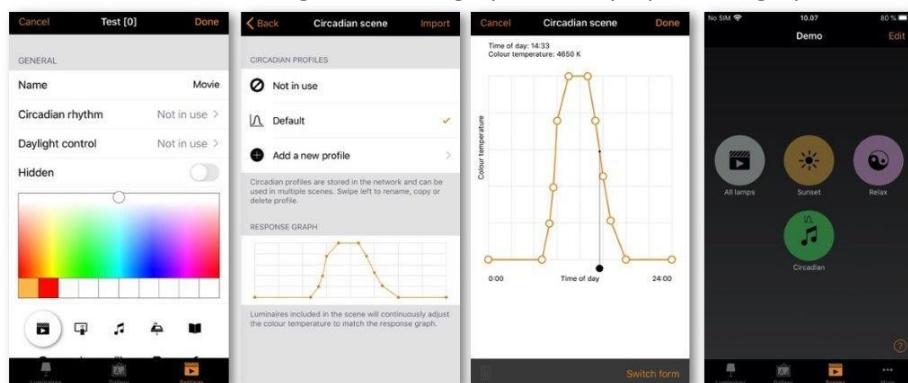 Cancel Test [0] Done
GENERAL
Name Movie
Circadian rhythm Not in use >
Daylight control Not in use >
Hidden
< Back Circadian scene Import
CIRCADIAN PROFILES
Not in use
Default
Add a new profile >
Circadian profiles are stored in the network and can be
used in multiple scenes. Swipe left to rename, copy or
delete profile.
RESPONSE GRAPH
Luminaires included in the scene will continuously adjust
the colour temperature to match the response graph.
Cancel Circadian scene Done
Time of day: 14:33
Colour temperature: 4650 K
Colour temperature
0:00 Time of day 24:00
Switch form
No SIM 10.07 80 %
Demo Edit
All lamps Sunset Relax
Circadian
?